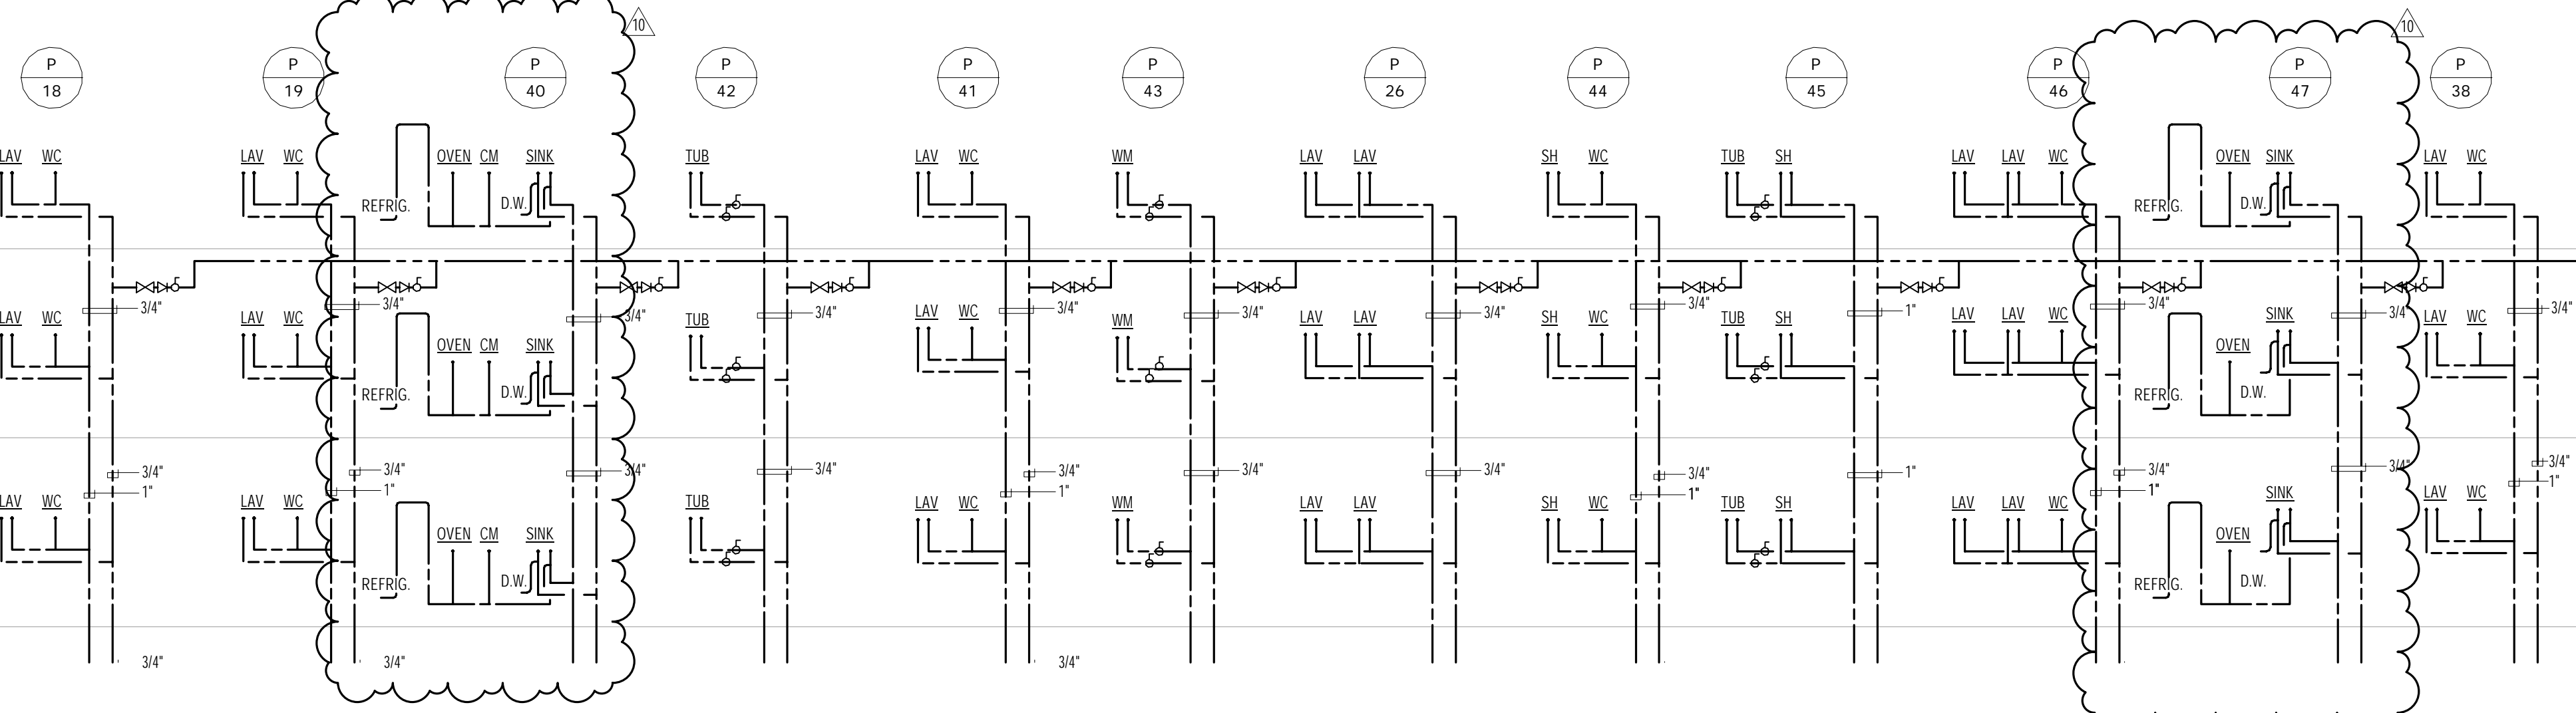 10 10
P P P P P P P P P P P P
18 19 40 42 41 43 26 44 45 46 47 38
LAV WC LAV WC OVEN CM SINK TUB LAV WC WM LAV LAV SH WC TUB SH LAV LAV WC OVEN SINK LAV WC
REFRIG. D.W. REFRIG. D.W.
3/4" 3/4" 3/4" 3/4" 3/4" 3/4" 3/4" 3/4" 1" 3/4" 3/4" 3/4"
LAV WC LAV WC TUB LAV WC WM LAV LAV SH WC TUB SH LAV LAV WC SINK LAV WC
OVEN CM SINK OVEN
REFRIG. D.W. REFRIG. D.W.
3/4" 3/4" 3/4" 3/4" 3/4" 3/4" 3/4" 3/4" 1" 3/4" 3/4" 3/4"
1" 1" 1" 1" 1" 1"
LAV WC LAV WC TUB LAV WC WM LAV LAV SH WC TUB SH LAV LAV WC SINK LAV WC
OVEN CM SINK OVEN
REFRIG. D.W. REFRIG. D.W.
3/4" 3/4" 3/4"